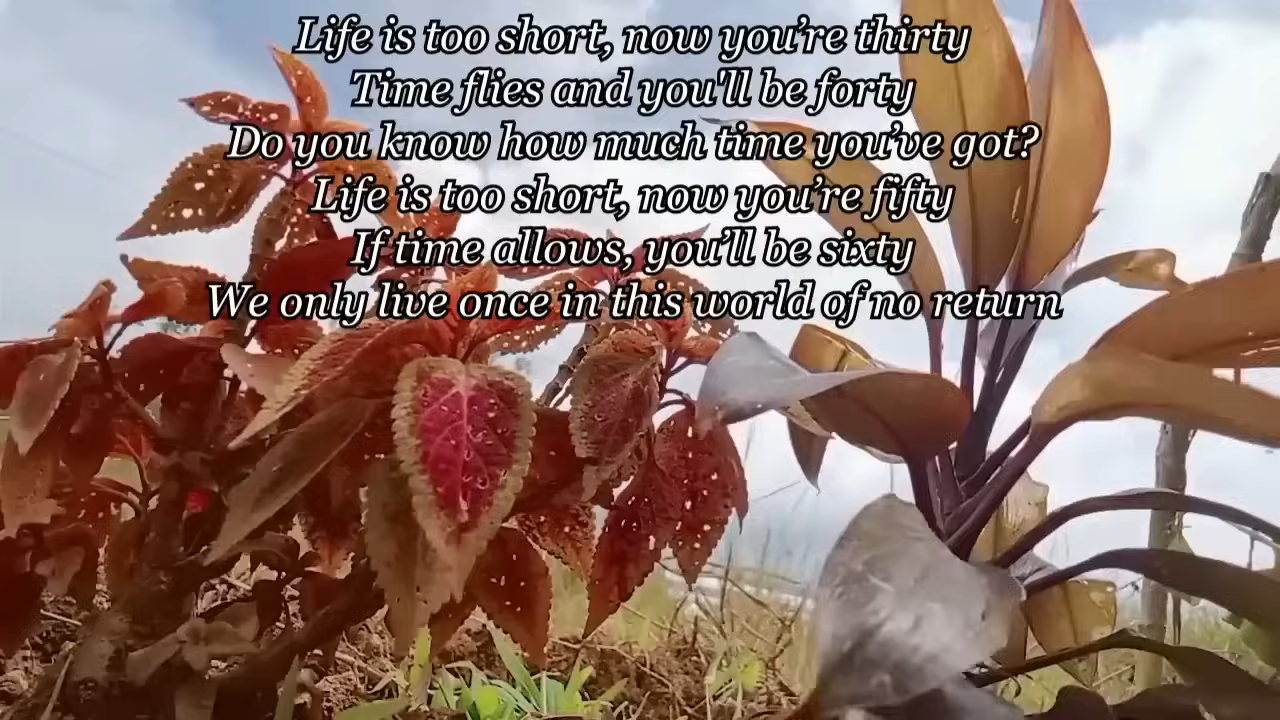 Life is too short, now you’re thirty
Time flies and you'll be forty
Do you know how much time you’ve got?
Life is too short, now you’re fifty
If time allows, you’ll be sixty
We only live once in this world of no return